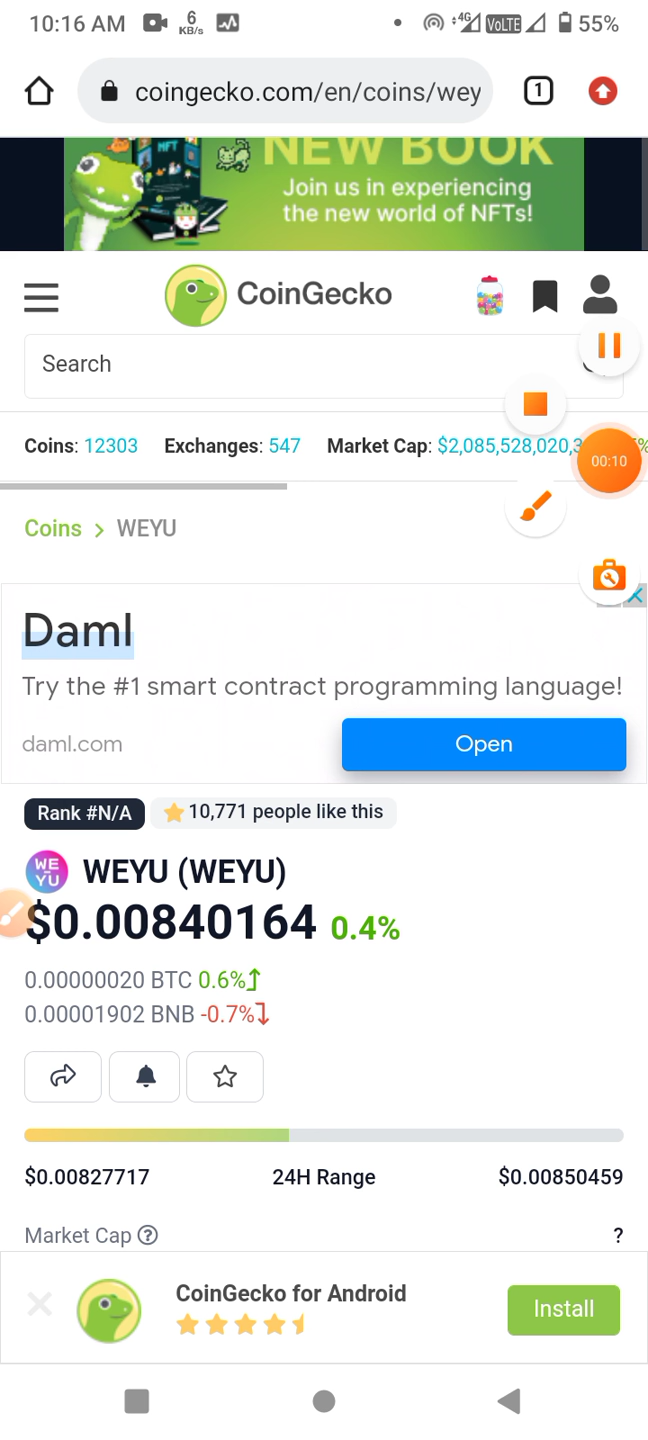 10:16 AM 6 KB/s 4G VoLTE 55%
coingecko.com/en/coins/wey 1
NEW BOOK
Join us in experiencing
the new world of NFTs!
CoinGecko
Search
Coins: 12303 Exchanges: 547 Market Cap: $2,085,528,020,3 %
00:10
Coins > WEYU
Daml
Try the #1 smart contract programming language!
daml.com Open
Rank #N/A 10,771 people like this
WE-YU WEYU (WEYU)
$0.00840164 0.4%
0.00000020 BTC 0.6%
0.00001902 BNB -0.7%
$0.00827717 24H Range $0.00850459
Market Cap ? ?
CoinGecko for Android
Install